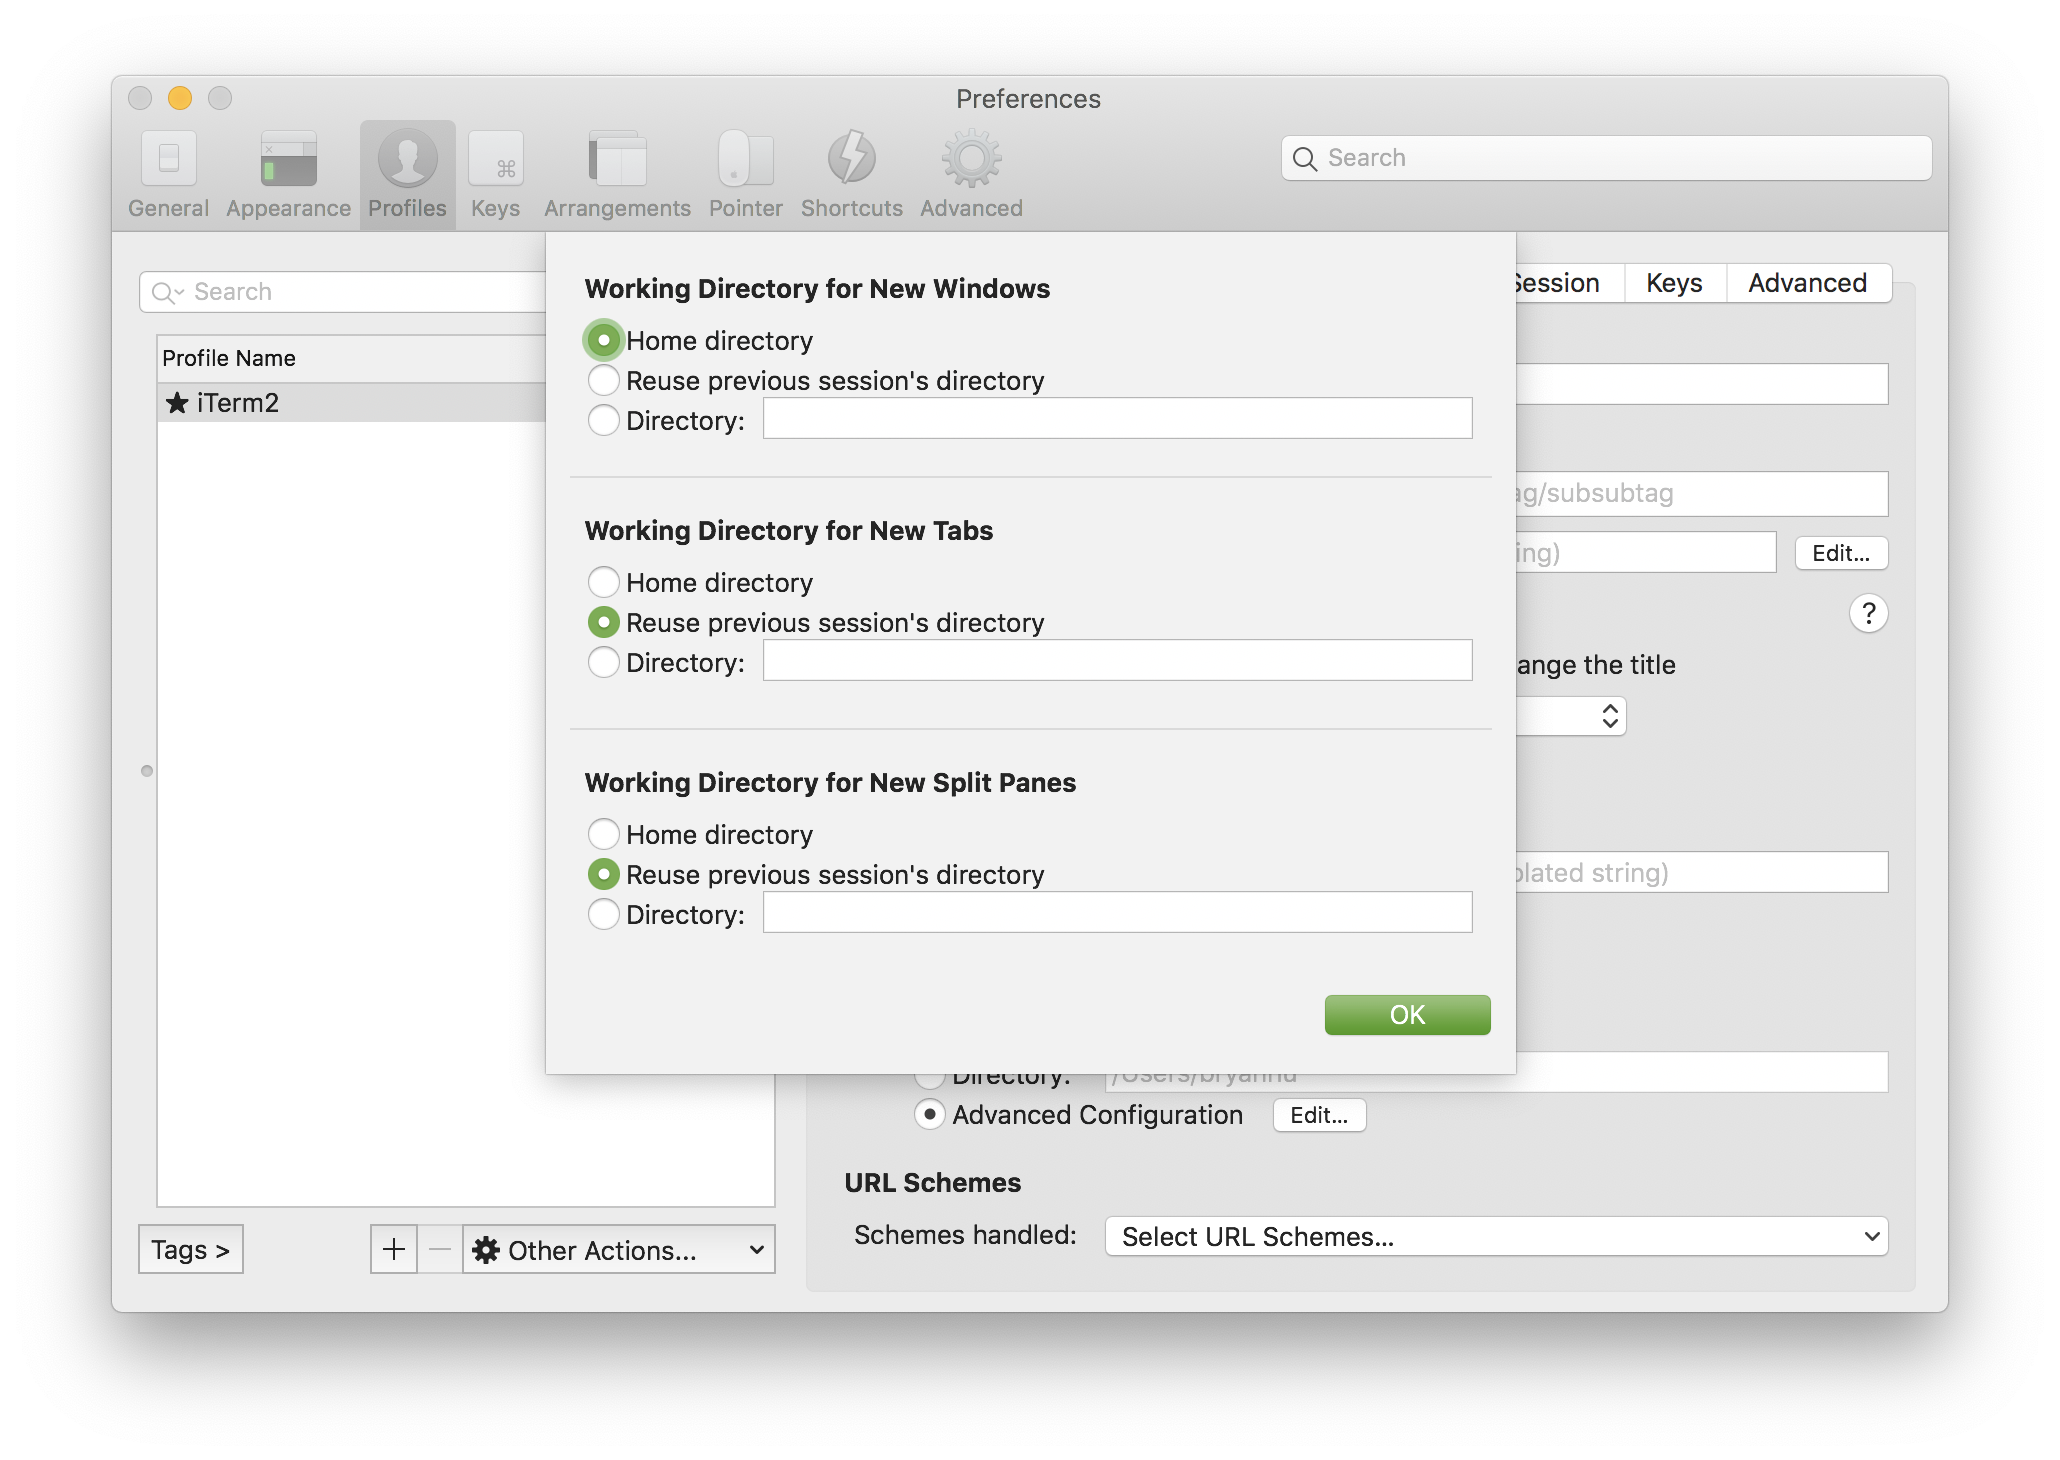 Preferences
General Appearance Profiles Keys Arrangements Pointer Shortcuts Advanced
Search
Search
Session Keys Advanced
Profile Name
★ iTerm2
Working Directory for New Windows
Home directory
Reuse previous session's directory
Directory:
Working Directory for New Tabs
Home directory
Reuse previous session's directory
Directory:
Working Directory for New Split Panes
Home directory
Reuse previous session's directory
Directory:
OK
ag/subsubtag
ing)
Edit...
?
ange the title
olated string)
Directory:
Advanced Configuration Edit...
URL Schemes
Schemes handled: Select URL Schemes...
Tags >
+ − Other Actions...